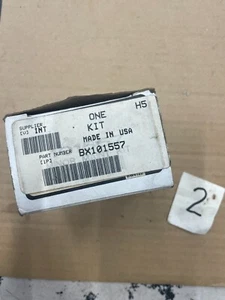 SUPPLIER
(V) INT
ONE
KIT
H5
MADE IN USA
PART NUMBER
(1P)
BX101557
2